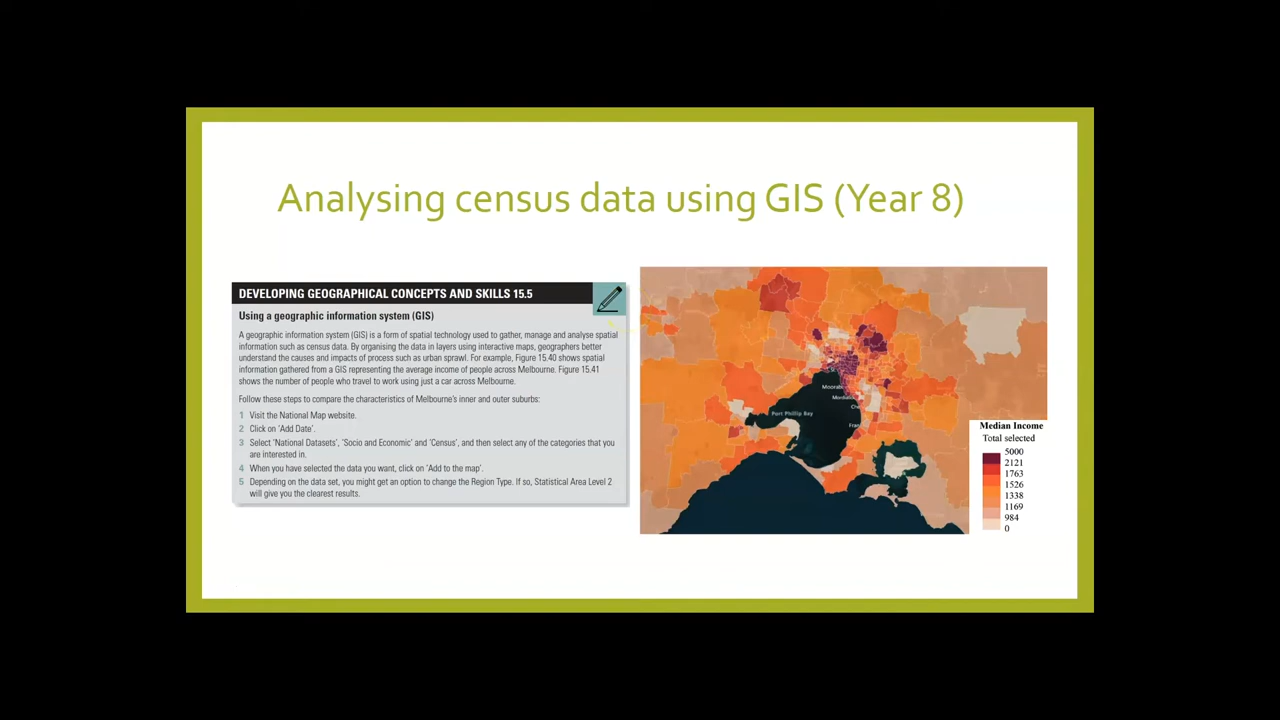 Analysing census data using GIS (Year 8)
DEVELOPING GEOGRAPHICAL CONCEPTS AND SKILLS 15.5
Using a geographic information system (GIS)
A geographic information system (GIS) is a form of spatial technology used to gather, manage and analyse spatial
information such as census data. By organising the data in layers using interactive maps, geographers better
understand the causes and impacts of process such as urban sprawl. For example, Figure 15.40 shows spatial
information gathered from a GIS representing the average income of people across Melbourne. Figure 15.41
shows the number of people who travel to work using just a car across Melbourne.
Follow these steps to compare the characteristics of Melbourne's inner and outer suburbs:
1 Visit the National Map website.
2 Click on 'Add Date'.
3 Select 'National Datasets', 'Socio and Economic' and 'Census', and then select any of the categories that you
are interested in.
4 When you have selected the data you want, click on 'Add to the map'.
5 Depending on the data set, you might get an option to change the Region Type. If so, Statistical Area Level 2
will give you the clearest results.
Port Phillip Bay
Median Income
Total selected
5000
2121
1763
1526
1338
1169
984
0